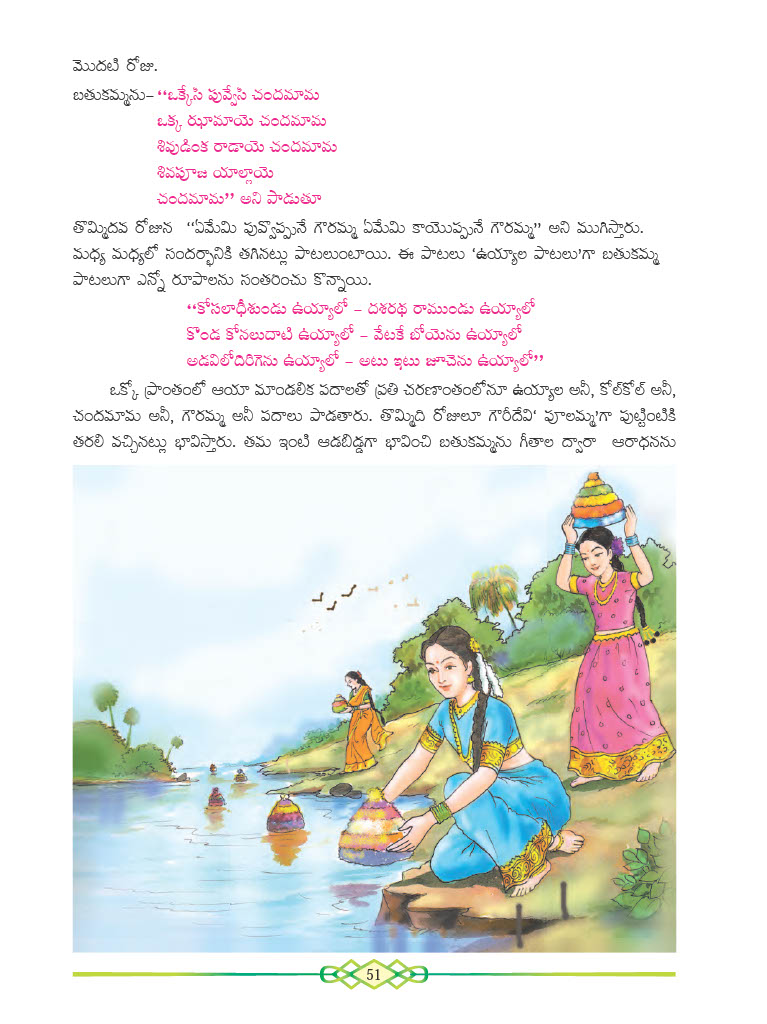 మొదటి రోజు.
బతుకమ్మను– “ఒక్కేసి పువ్వేసి చందమామ
ఒక్క ఝామాయె చందమామ
శివుడింక రాడాయె చందమామ
శివపూజ యాల్లాయె
చందమామ” అని పాడుతూ
తొమ్మిదవ రోజున “ఏమేమి పువ్వొప్పునే గౌరమ్మ ఏమేమి కాయొప్పునే గౌరమ్మ” అని ముగిస్తారు.
మధ్య మధ్యలో సందర్భానికి తగినట్లు పాటలుంటాయి. ఈ పాటలు ‘ఉయ్యాల పాటలు’గా బతుకమ్మ
పాటలుగా ఎన్నో రూపాలను సంతరించు కొన్నాయి.
“కోసలాధీశుండు ఉయ్యాలో – దశరథ రాముండు ఉయ్యాలో
కొండ కోనలుదాటి ఉయ్యాలో – వేటకే బోయెను ఉయ్యాలో
అడవిలోదిరిగెను ఉయ్యాలో – అటు ఇటు జూచెను ఉయ్యాలో”
ఒక్కో ప్రాంతంలో ఆయా మాండలిక పదాలతో ప్రతి చరణాంతంలోనూ ఉయ్యాల అనీ, కోల్‌కోల్ అనీ,
చందమామ అనీ, గౌరమ్మ అనీ పదాలు పాడతారు. తొమ్మిది రోజులూ గౌరీదేవి‘ పూలమ్మ’గా పుట్టింటికి
తరలి వచ్చినట్లు భావిస్తారు. తమ ఇంటి ఆడబిడ్డగా భావించి బతుకమ్మను గీతాల ద్వారా ఆరాధనను
51